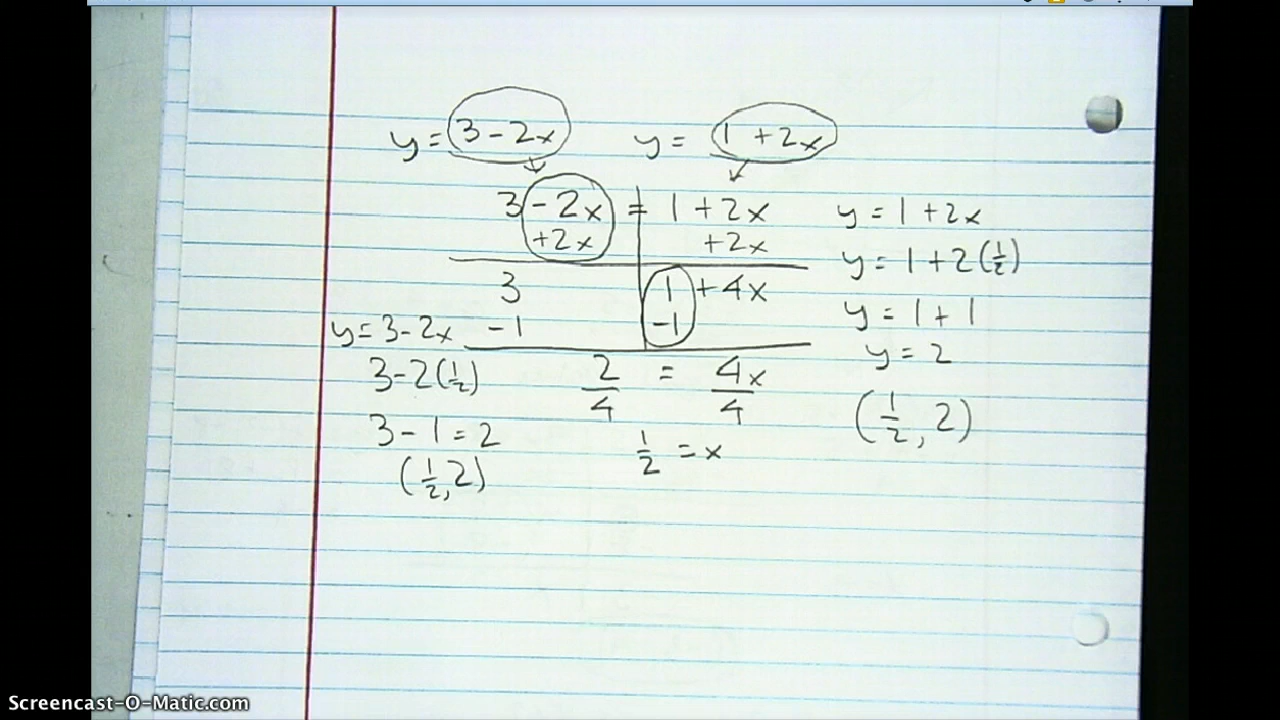 y = 3 - 2x y = 1 + 2x
3 - 2x = 1 + 2x
+2x +2x
3 1 + 4x
-1 -1
2/4 = 4x/4
1/2 = x
y = 3 - 2x
3 - 2(1/2)
3 - 1 = 2
(1/2, 2)
y = 1 + 2x
y = 1 + 2(1/2)
y = 1 + 1
y = 2
(1/2, 2)
Screencast-O-Matic.com